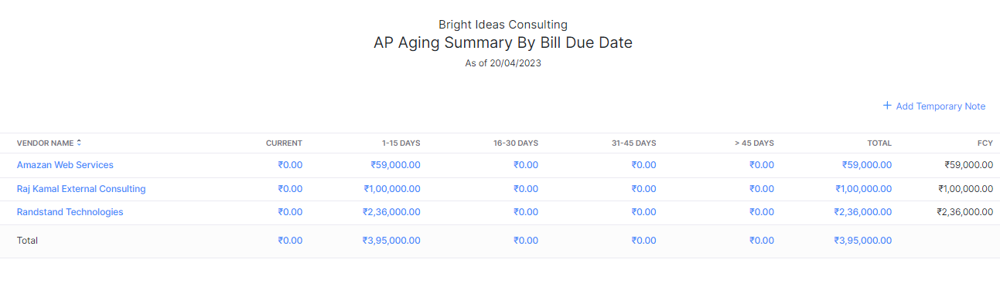 Bright Ideas Consulting
AP Aging Summary By Bill Due Date
As of 20/04/2023
+ Add Temporary Note
VENDOR NAME CURRENT 1-15 DAYS 16-30 DAYS 31-45 DAYS > 45 DAYS TOTAL FCY
Amazan Web Services ₹0.00 ₹59,000.00 ₹0.00 ₹0.00 ₹0.00 ₹59,000.00 ₹59,000.00
Raj Kamal External Consulting ₹0.00 ₹1,00,000.00 ₹0.00 ₹0.00 ₹0.00 ₹1,00,000.00 ₹1,00,000.00
Randstand Technologies ₹0.00 ₹2,36,000.00 ₹0.00 ₹0.00 ₹0.00 ₹2,36,000.00 ₹2,36,000.00
Total ₹0.00 ₹3,95,000.00 ₹0.00 ₹0.00 ₹0.00 ₹3,95,000.00